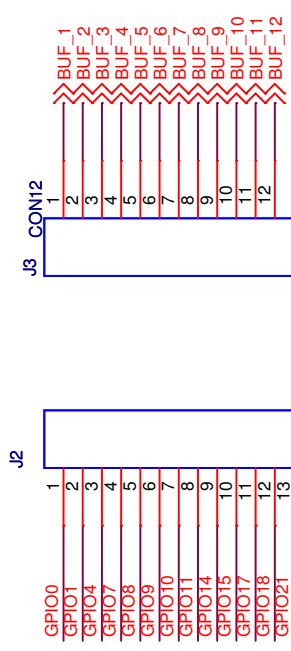 BUF_1
BUF_2
BUF_3
BUF_4
BUF_5
BUF_6
BUF_7
BUF_8
BUF_9
BUF_10
BUF_11
BUF_12
J3
CON12
1
2
3
4
5
6
7
8
9
10
11
12
J2
1
2
3
4
5
6
7
8
9
10
11
12
13
GPIO0
GPIO1
GPIO4
GPIO7
GPIO8
GPIO9
GPIO10
GPIO11
GPIO14
GPIO15
GPIO17
GPIO18
GPIO21